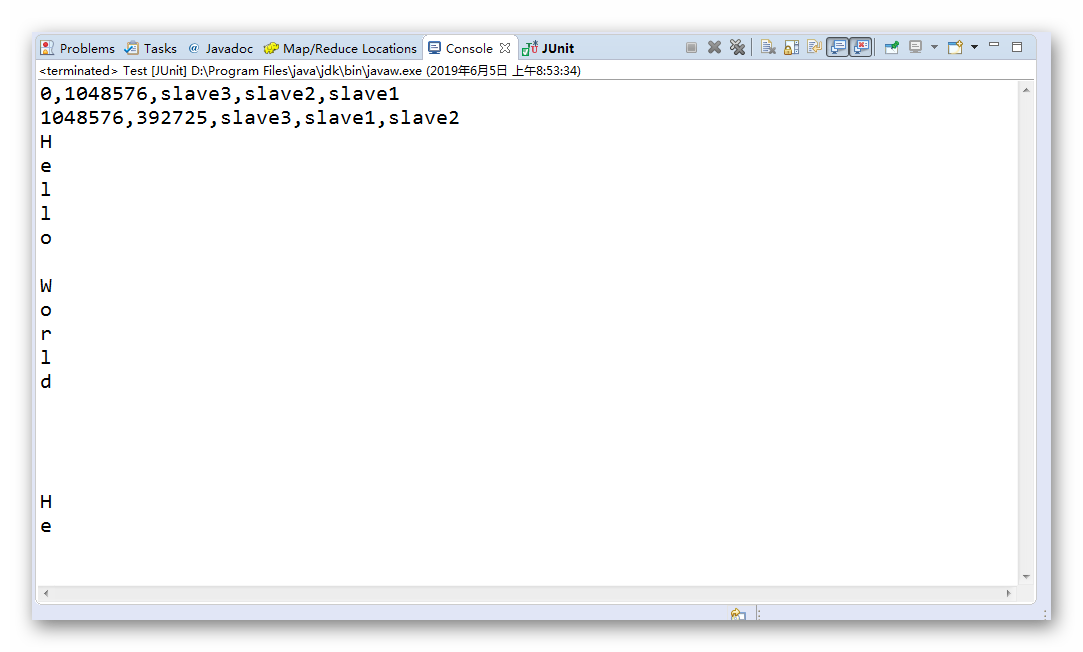 Problems Tasks Javadoc Map/Reduce Locations Console JUnit
<terminated> Test [JUnit] D:\Program Files\java\jdk\bin\javaw.exe (2019年6月5日 上午8:53:34)
0,1048576,slave3,slave2,slave1
1048576,392725,slave3,slave1,slave2
H
e
l
l
o
W
o
r
l
d
H
e